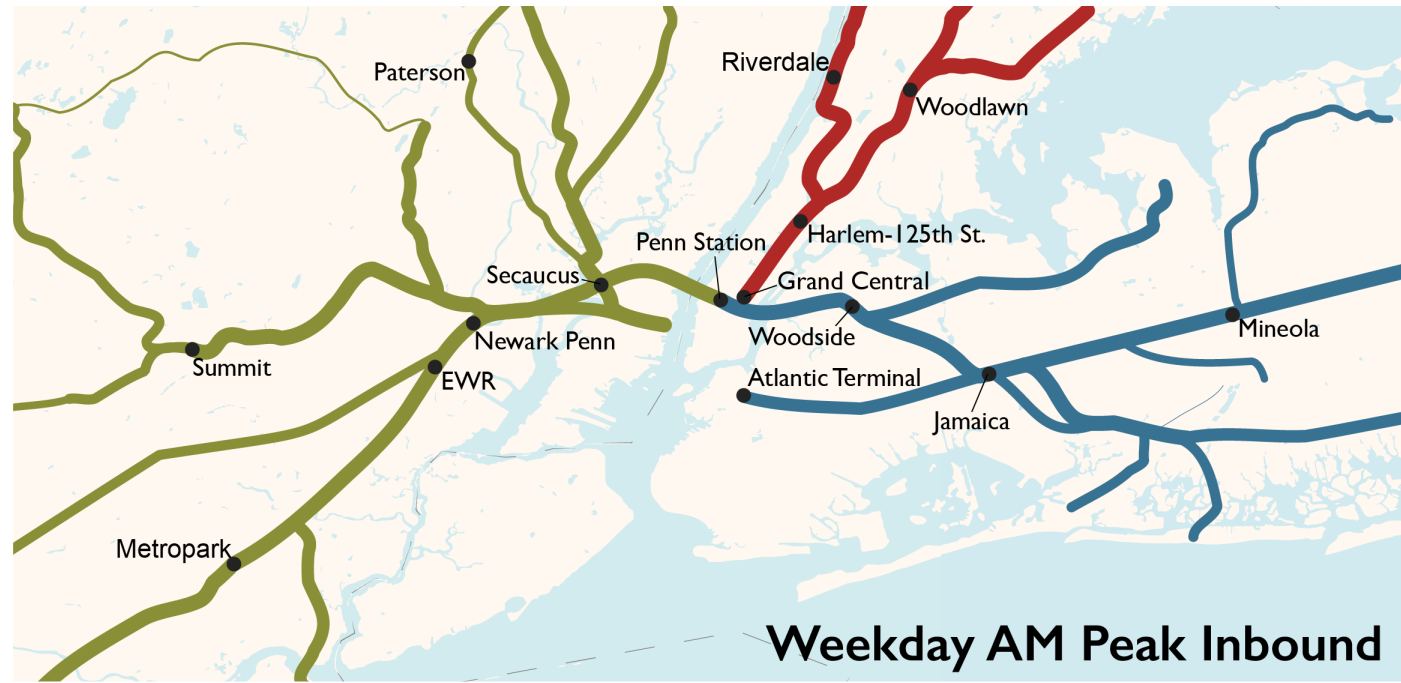 Paterson
Riverdale
Woodlawn
Penn Station
Harlem-125th St.
Secaucus
Grand Central
Woodside
Mineola
Newark Penn
Summit
EWR
Atlantic Terminal
Jamaica
Metropark
Weekday AM Peak Inbound